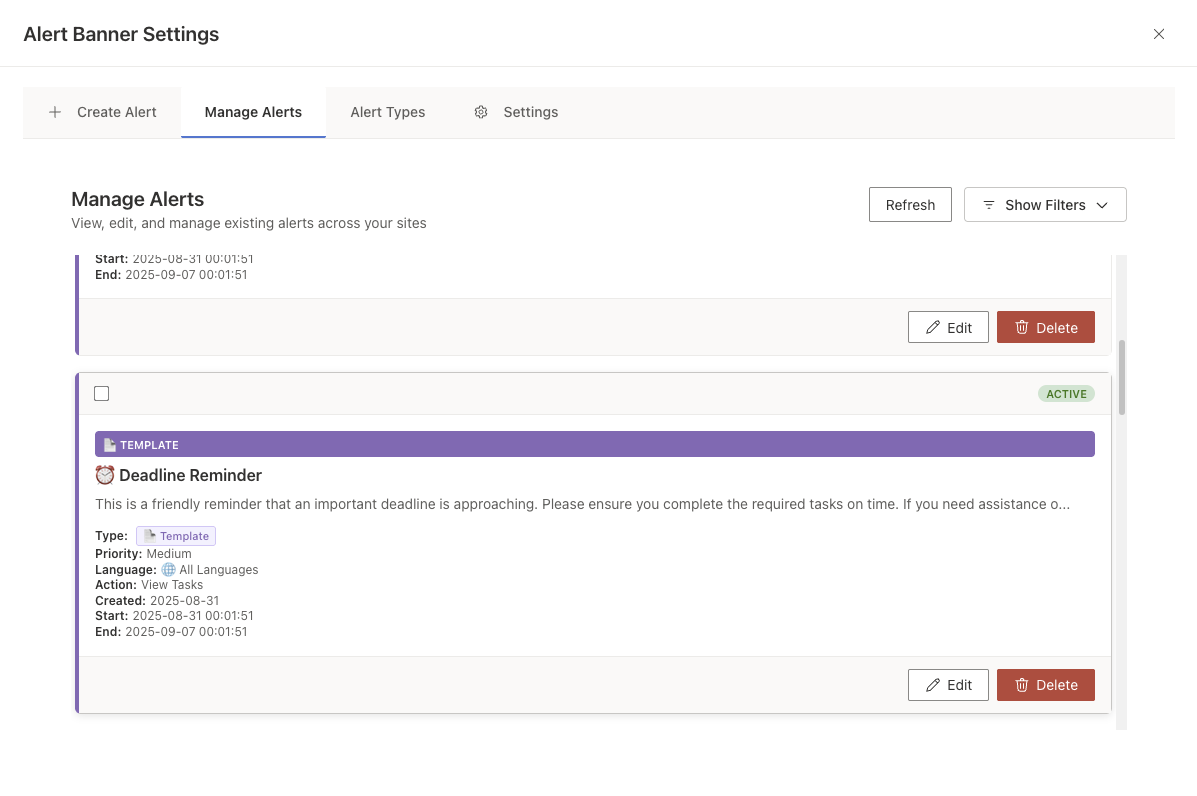 Alert Banner Settings
Create Alert
Manage Alerts
Alert Types
Settings
Manage Alerts
View, edit, and manage existing alerts across your sites
Refresh
Show Filters
Start: 2025-08-31 00:01:51
End: 2025-09-07 00:01:51
Edit
Delete
ACTIVE
TEMPLATE
Deadline Reminder
This is a friendly reminder that an important deadline is approaching. Please ensure you complete the required tasks on time. If you need assistance o...
Type: Template
Priority: Medium
Language: All Languages
Action: View Tasks
Created: 2025-08-31
Start: 2025-08-31 00:01:51
End: 2025-09-07 00:01:51
Edit
Delete